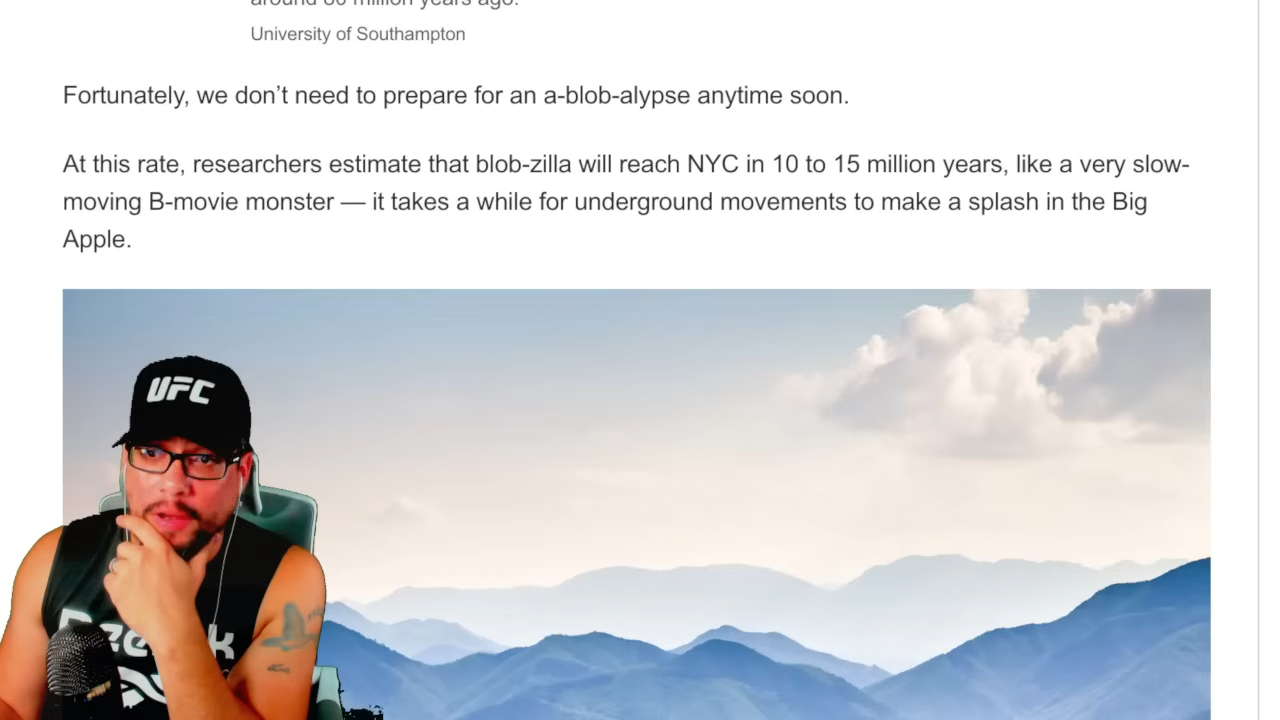 around 80 million years ago.
University of Southampton
Fortunately, we don’t need to prepare for an a-blob-alypse anytime soon.
At this rate, researchers estimate that blob-zilla will reach NYC in 10 to 15 million years, like a very slow-
moving B-movie monster — it takes a while for underground movements to make a splash in the Big
Apple.
UFC